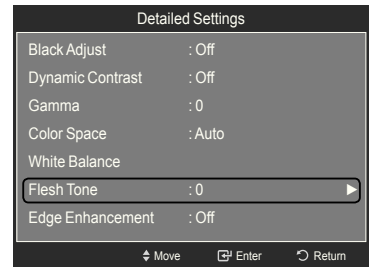 Detailed Settings
Black Adjust : Off
Dynamic Contrast : Off
Gamma : 0
Color Space : Auto
White Balance
Flesh Tone : 0
Edge Enhancement : Off
Move Enter Return